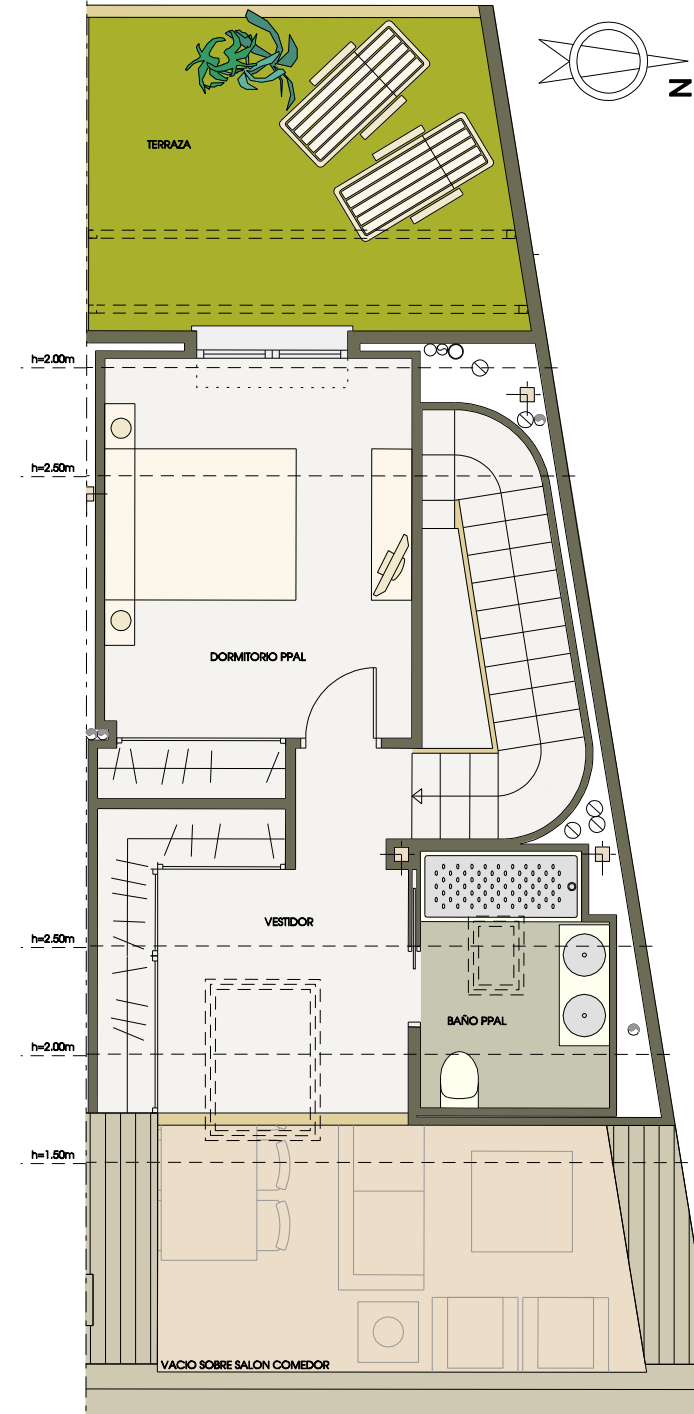 N
TERRAZA
h=2.00m
h=2.50m
DORMITORIO PPAL
VESTIDOR
h=2.50m
BAÑO PPAL
h=2.00m
h=1.50m
VACIO SOBRE SALON COMEDOR